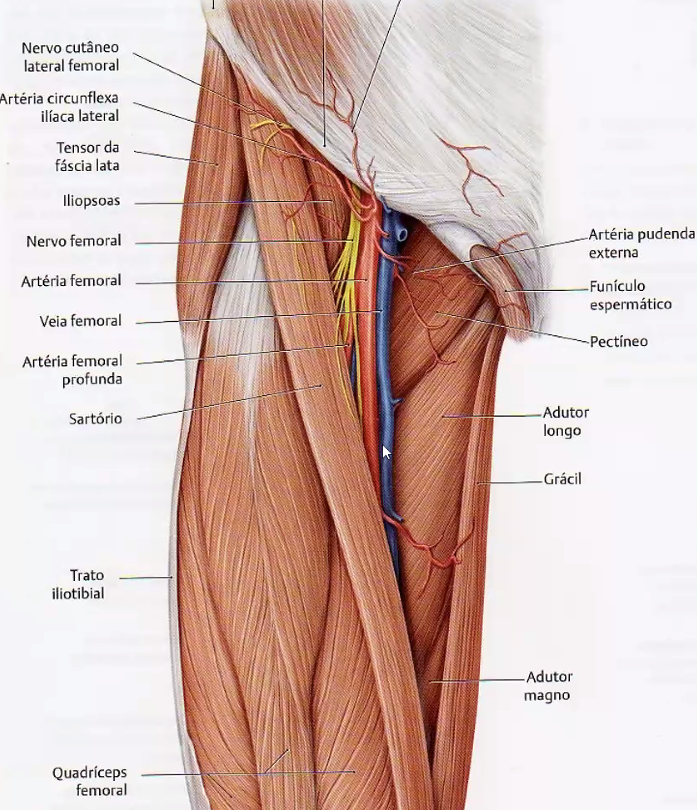 Nervo cutâneo
lateral femoral
Artéria circunflexa
ilíaca lateral
Tensor da
fáscia lata
Iliopsoas
Nervo femoral
Artéria femoral
Veia femoral
Artéria femoral
profunda
Sartório
Trato
iliotibial
Quadríceps
femoral
Artéria pudenda
externa
Funículo
espermático
Pectíneo
Adutor
longo
Grácil
Adutor
magno